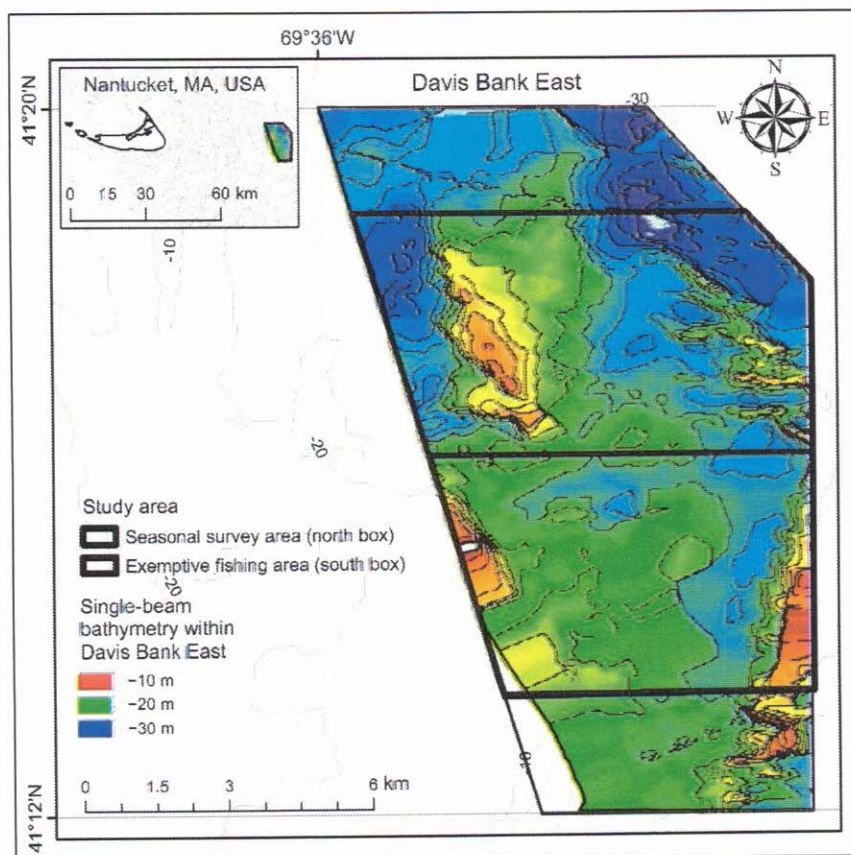 69°36'W
41°20'N
Nantucket, MA, USA
0 15 30 60 km
Davis Bank East
-30
N
W E
S
-10
-20
Study area
Seasonal survey area (north box)
Exemptive fishing area (south box)
-20
Single-beam
bathymetry within
Davis Bank East
−10 m
−20 m
−30 m
-10
0 1.5 3 6 km
41°12'N